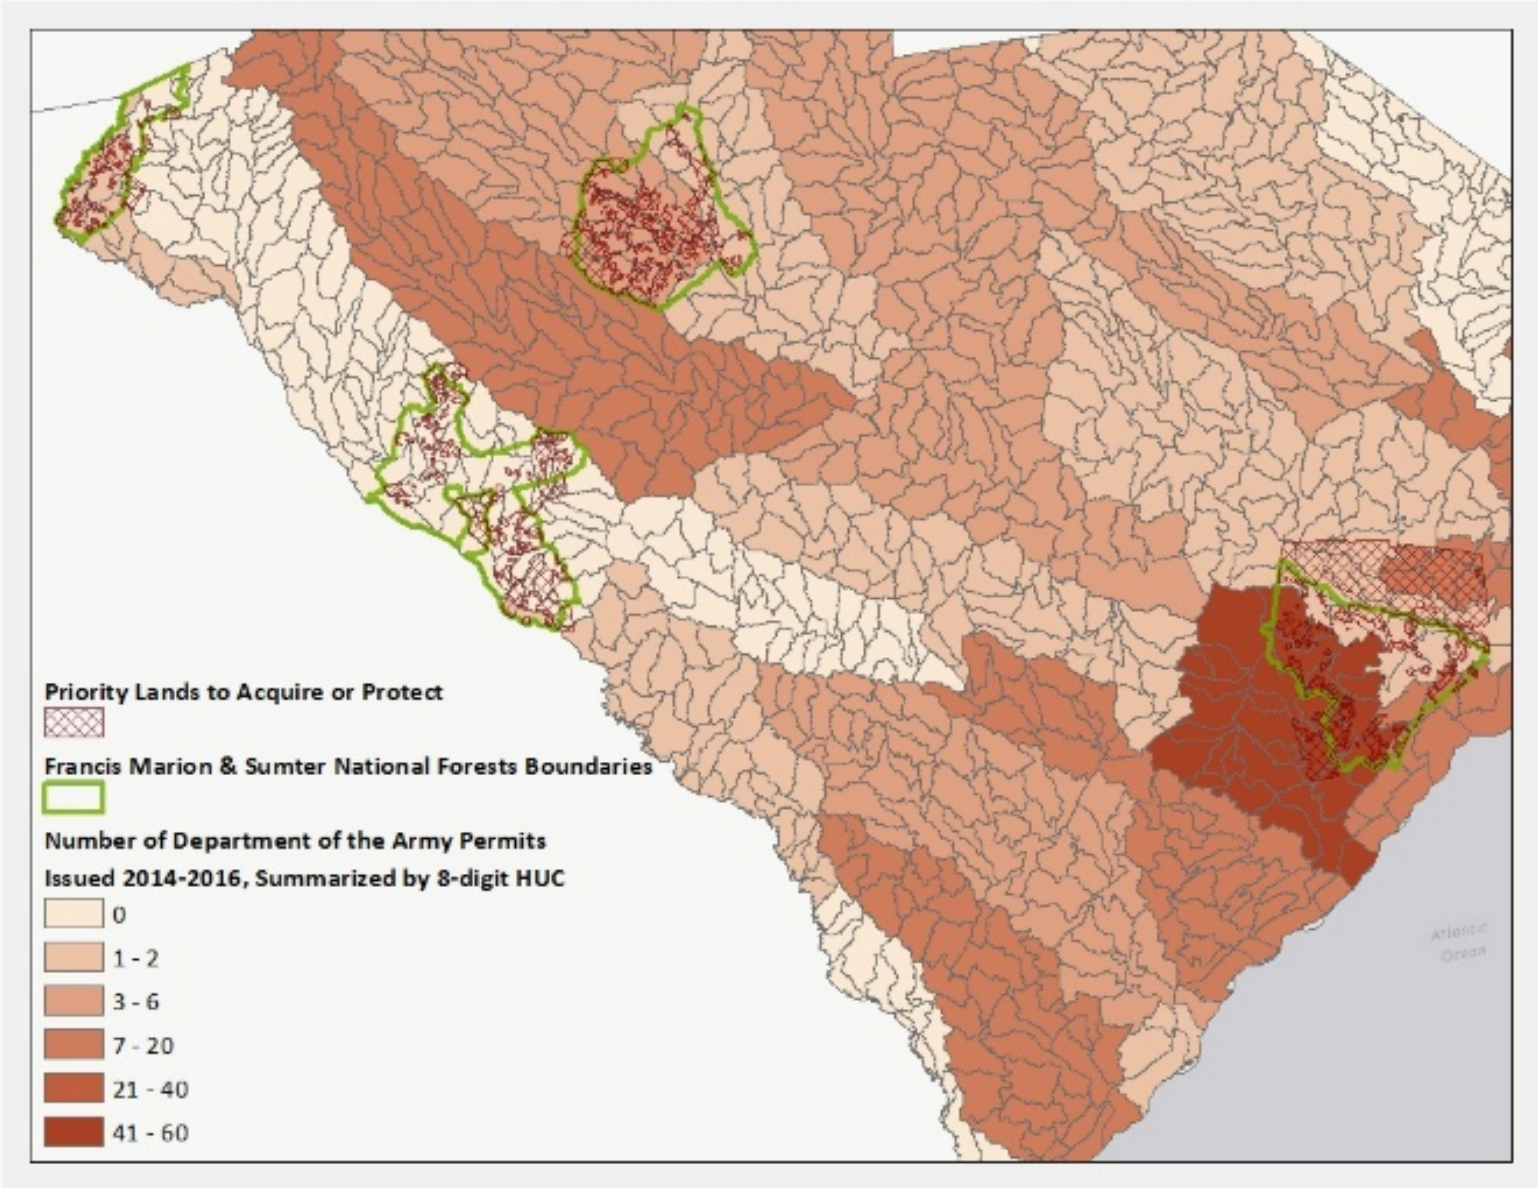 Priority Lands to Acquire or Protect
Francis Marion & Sumter National Forests Boundaries
Number of Department of the Army Permits
Issued 2014-2016, Summarized by 8-digit HUC
0
1 - 2
3 - 6
7 - 20
21 - 40
41 - 60
Atlantic
Ocean